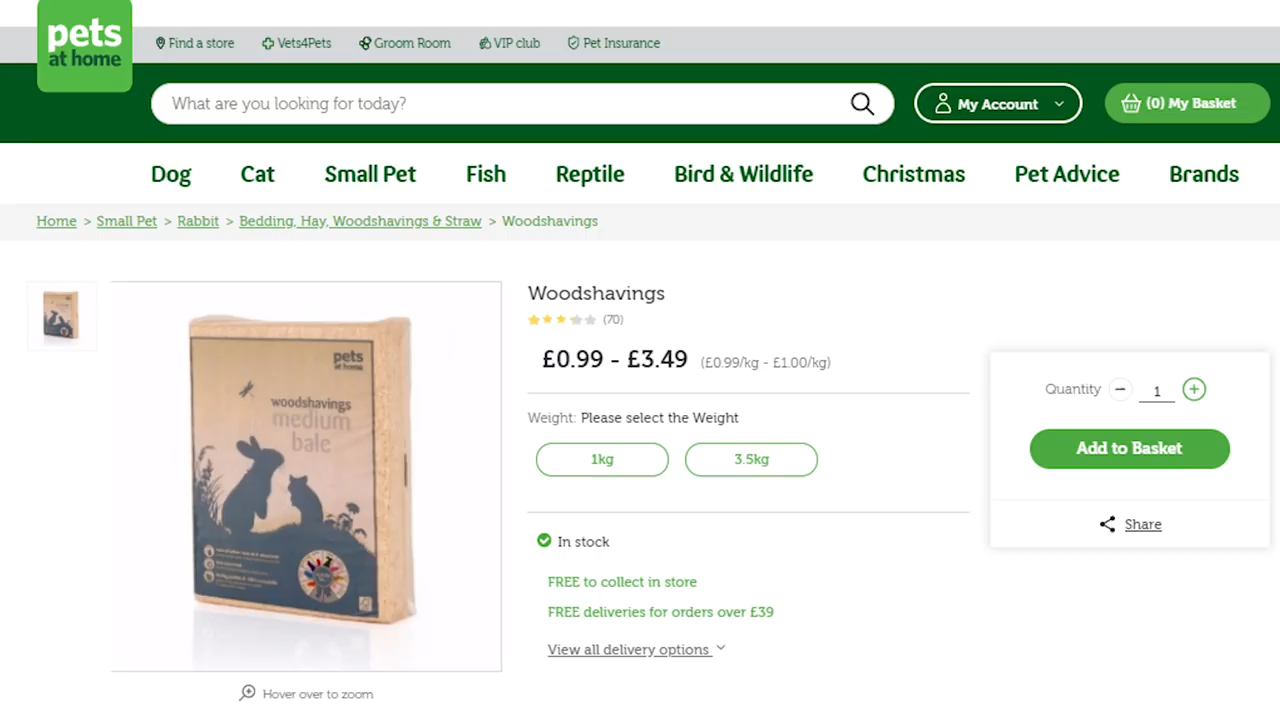 pets
at home
Find a store
Vets4Pets
Groom Room
VIP club
Pet Insurance
What are you looking for today?
My Account
(0) My Basket
Dog
Cat
Small Pet
Fish
Reptile
Bird & Wildlife
Christmas
Pet Advice
Brands
Home > Small Pet > Rabbit > Bedding, Hay, Woodshavings & Straw > Woodshavings
pets
at home
woodshavings
medium
bale
Hover over to zoom
Woodshavings
(70)
£0.99 - £3.49 (£0.99/kg - £1.00/kg)
Weight: Please select the Weight
1kg
3.5kg
In stock
FREE to collect in store
FREE deliveries for orders over £39
View all delivery options
Quantity
1
Add to Basket
Share